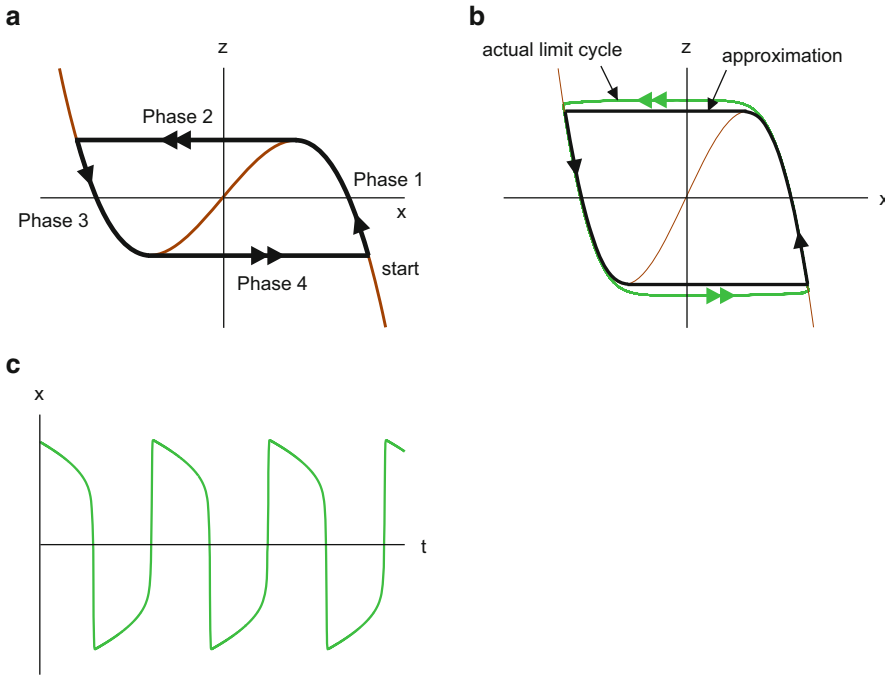 a
z
Phase 2
Phase 1
x
Phase 3
start
Phase 4
b
actual limit cycle
z
approximation
x
c
x
t